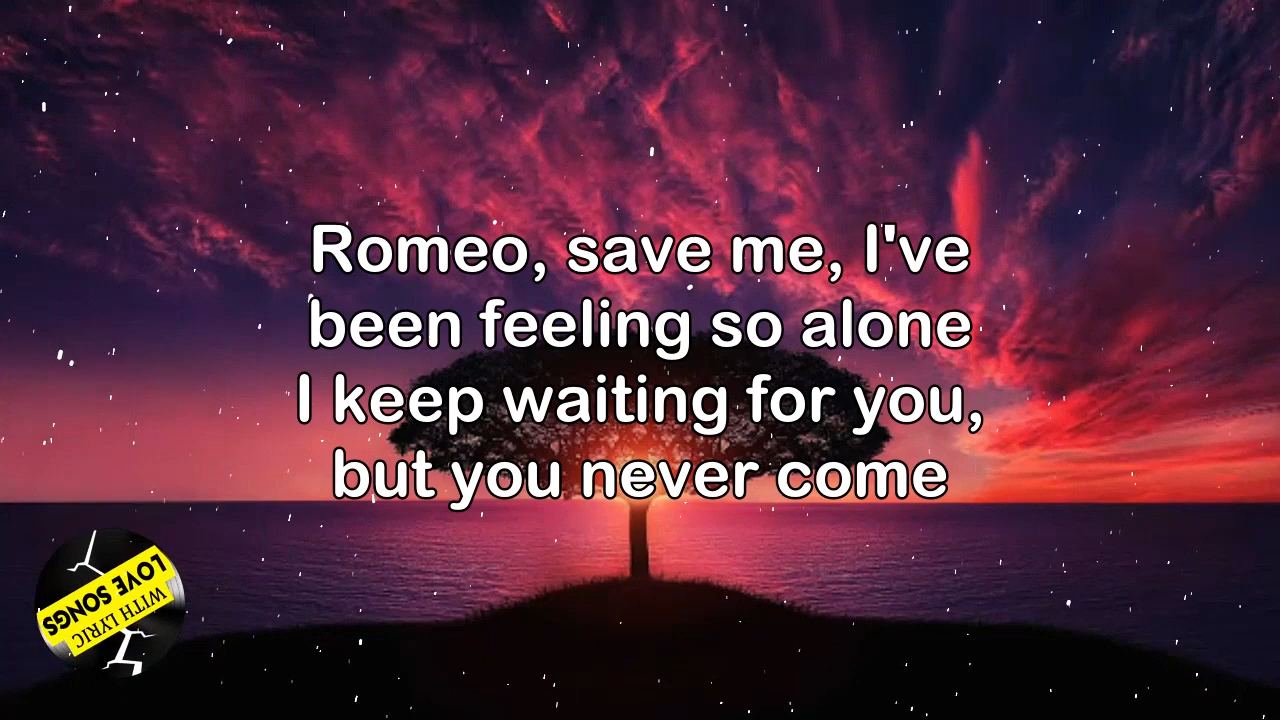 Romeo, save me, I've
been feeling so alone
I keep waiting for you,
but you never come
LOVE SONGS
WITH LYRIC